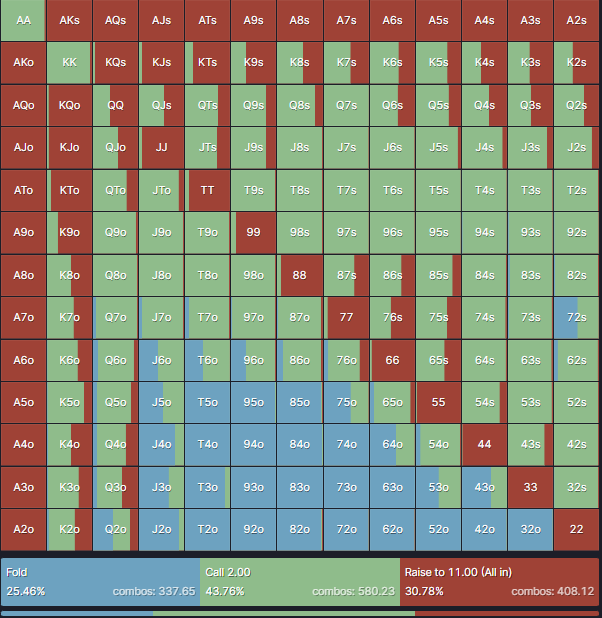 AA AKs AQs AJs ATs A9s A8s A7s A6s A5s A4s A3s A2s
AKo KK KQs KJs KTs K9s K8s K7s K6s K5s K4s K3s K2s
AQo KQo QQ QJs QTs Q9s Q8s Q7s Q6s Q5s Q4s Q3s Q2s
AJo KJo QJo JJ JTs J9s J8s J7s J6s J5s J4s J3s J2s
ATo KTo QTo JTo TT T9s T8s T7s T6s T5s T4s T3s T2s
A9o K9o Q9o J9o T9o 99 98s 97s 96s 95s 94s 93s 92s
A8o K8o Q8o J8o T8o 98o 88 87s 86s 85s 84s 83s 82s
A7o K7o Q7o J7o T7o 97o 87o 77 76s 75s 74s 73s 72s
A6o K6o Q6o J6o T6o 96o 86o 76o 66 65s 64s 63s 62s
A5o K5o Q5o J5o T5o 95o 85o 75o 65o 55 54s 53s 52s
A4o K4o Q4o J4o T4o 94o 84o 74o 64o 54o 44 43s 42s
A3o K3o Q3o J3o T3o 93o 83o 73o 63o 53o 43o 33 32s
A2o K2o Q2o J2o T2o 92o 82o 72o 62o 52o 42o 32o 22
Fold Call 2.00 Raise to 11.00 (All in)
25.46% combos: 337.65 43.76% combos: 580.23 30.78% combos: 408.12